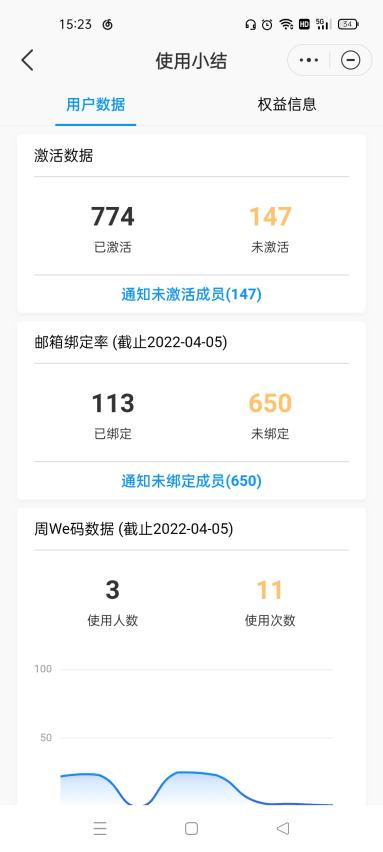 15:23
HD 5G 34
使用小结
用户数据 权益信息
激活数据
774 147
已激活 未激活
通知未激活成员(147)
邮箱绑定率 (截止2022-04-05)
113 650
已绑定 未绑定
通知未绑定成员(650)
周We码数据 (截止2022-04-05)
3 11
使用人数 使用次数
100
50